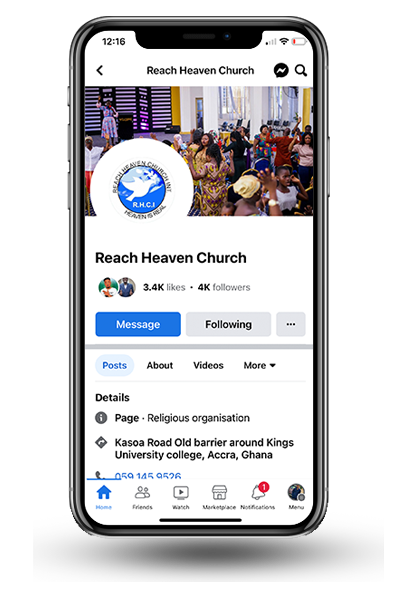 12:16
Reach Heaven Church
REACH HEAVEN CHURCH INT
R.H.C.I
HEAVEN IS REAL
Reach Heaven Church
3.4K likes • 4K followers
Message
Following
Posts
About
Videos
More
Details
Page · Religious organisation
Kasoa Road Old barrier around Kings
University college, Accra, Ghana
059 145 9526
1
Home
Friends
Watch
Marketplace
Notifications
Menu